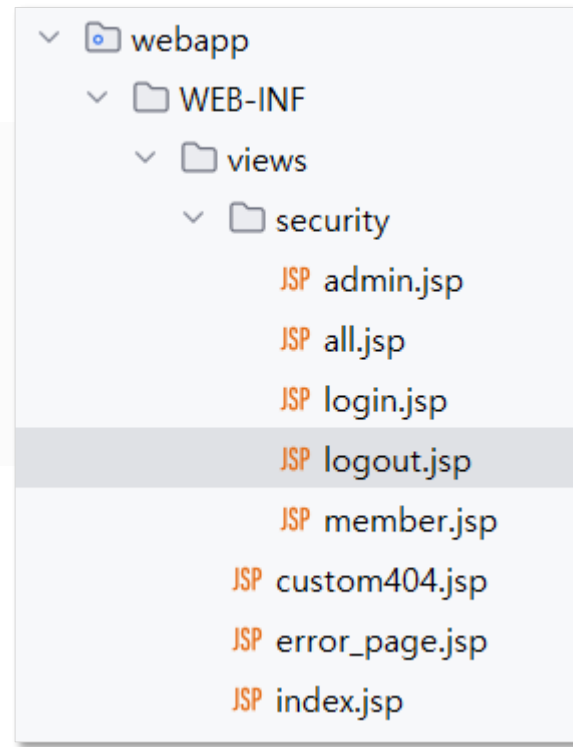 webapp
WEB-INF
views
security
JSP admin.jsp
JSP all.jsp
JSP login.jsp
JSP logout.jsp
JSP member.jsp
JSP custom404.jsp
JSP error_page.jsp
JSP index.jsp